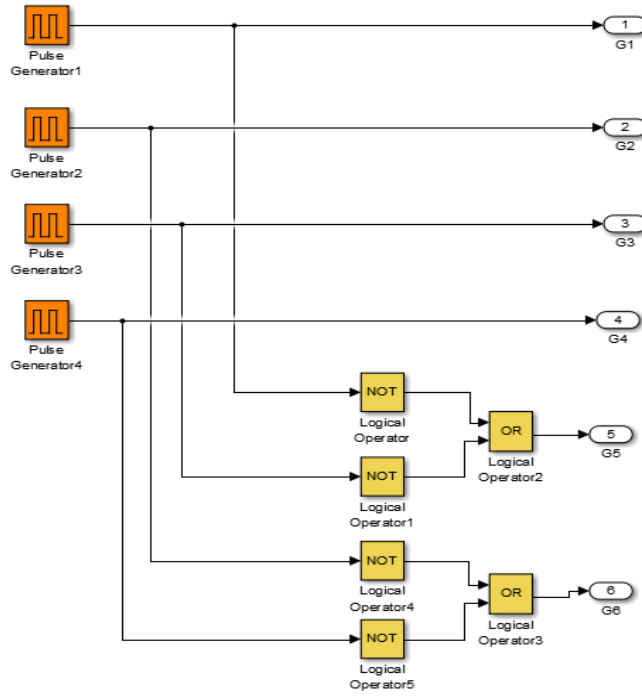 1
G1
Pulse
Generator1
2
G2
Pulse
Generator2
3
G3
Pulse
Generator3
4
G4
Pulse
Generator4
NOT
Logical
Operator
OR
Logical
Operator2
5
G5
NOT
Logical
Operator1
NOT
Logical
Operator4
OR
Logical
Operator3
6
G6
NOT
Logical
Operator5